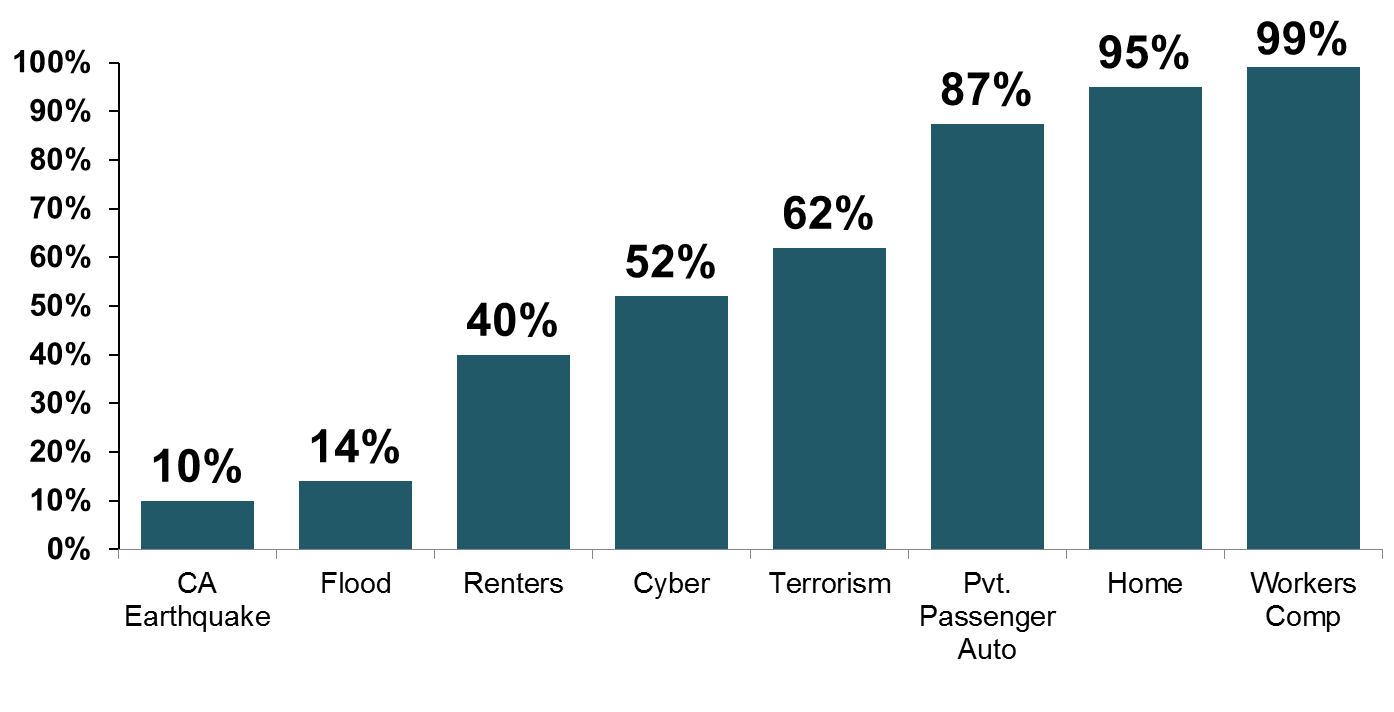 100%
90%
80%
70%
60%
50%
40%
30%
20%
10%
0%
10%
14%
40%
52%
62%
87%
95%
99%
CA
Earthquake
Flood
Renters
Cyber
Terrorism
Pvt.
Passenger
Auto
Home
Workers
Comp